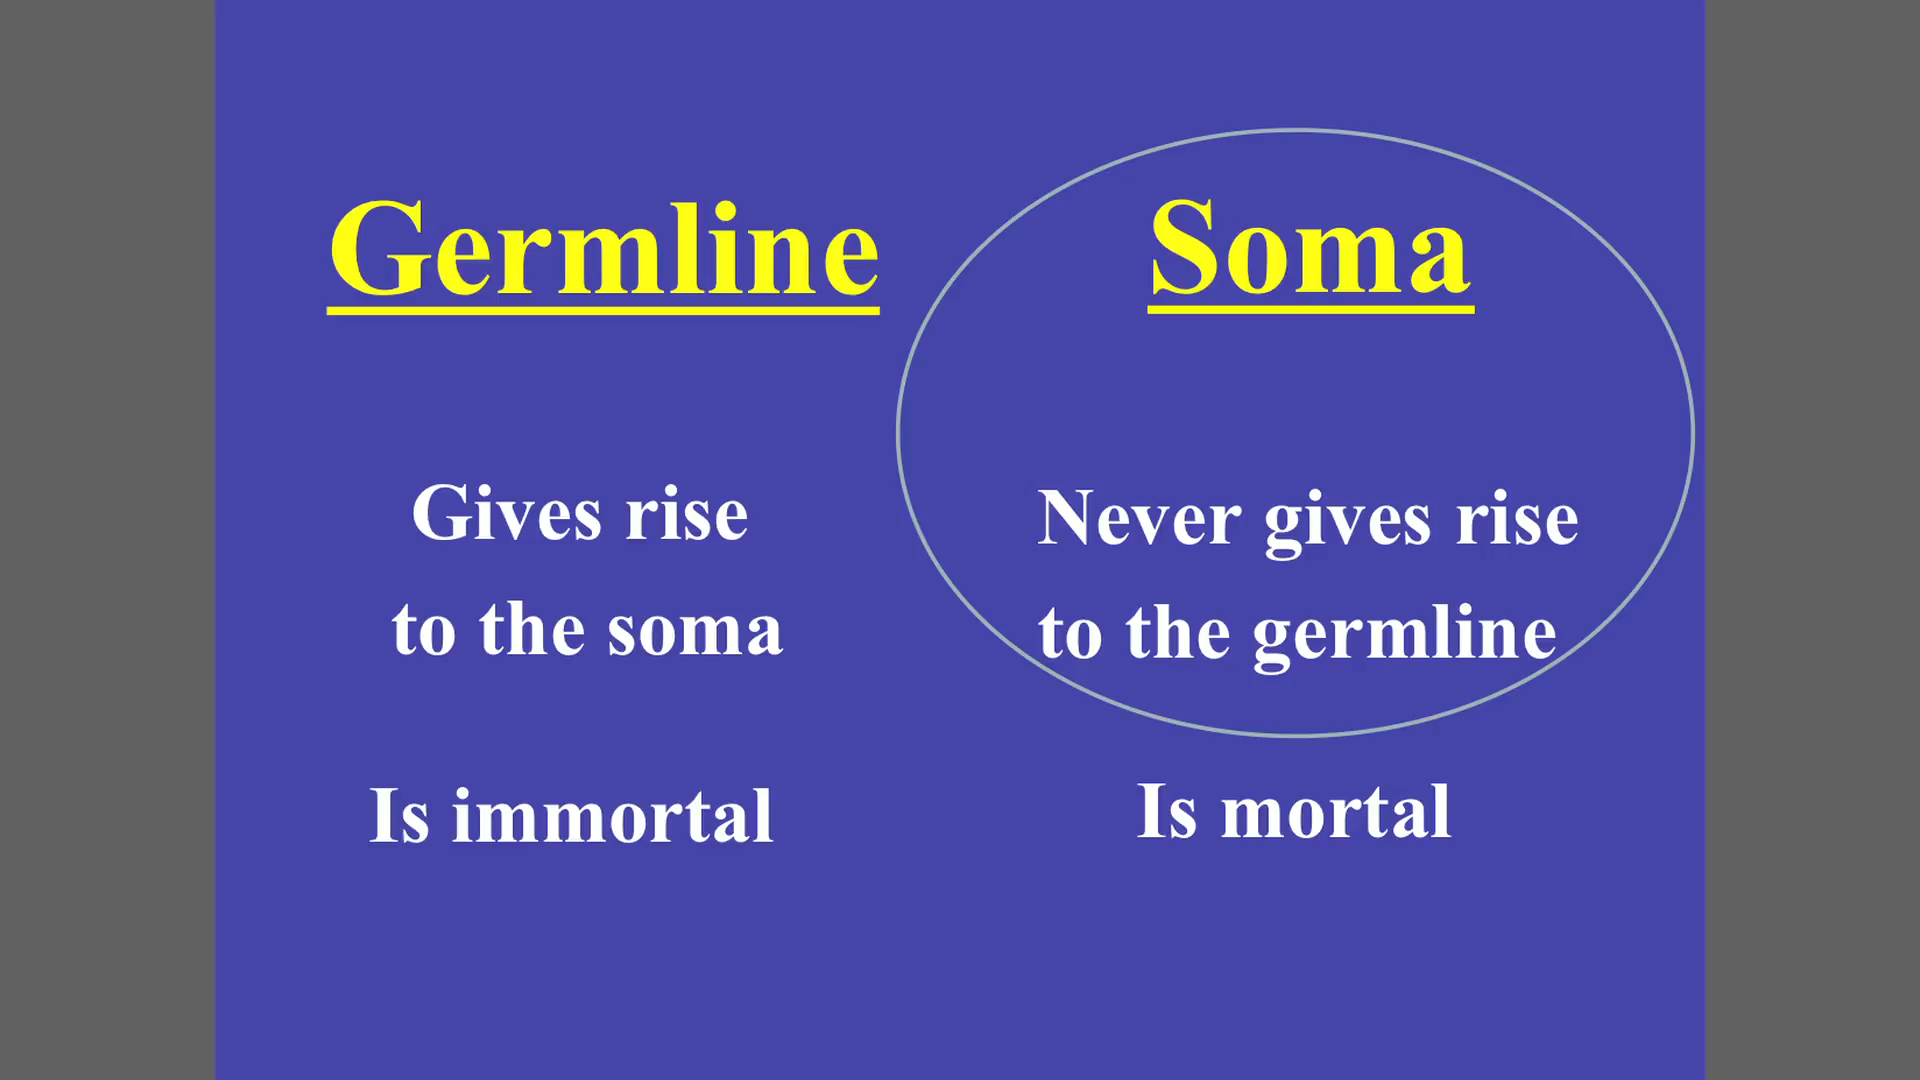 Germline
Gives rise
to the soma
Is immortal
Soma
Never gives rise
to the germline
Is mortal